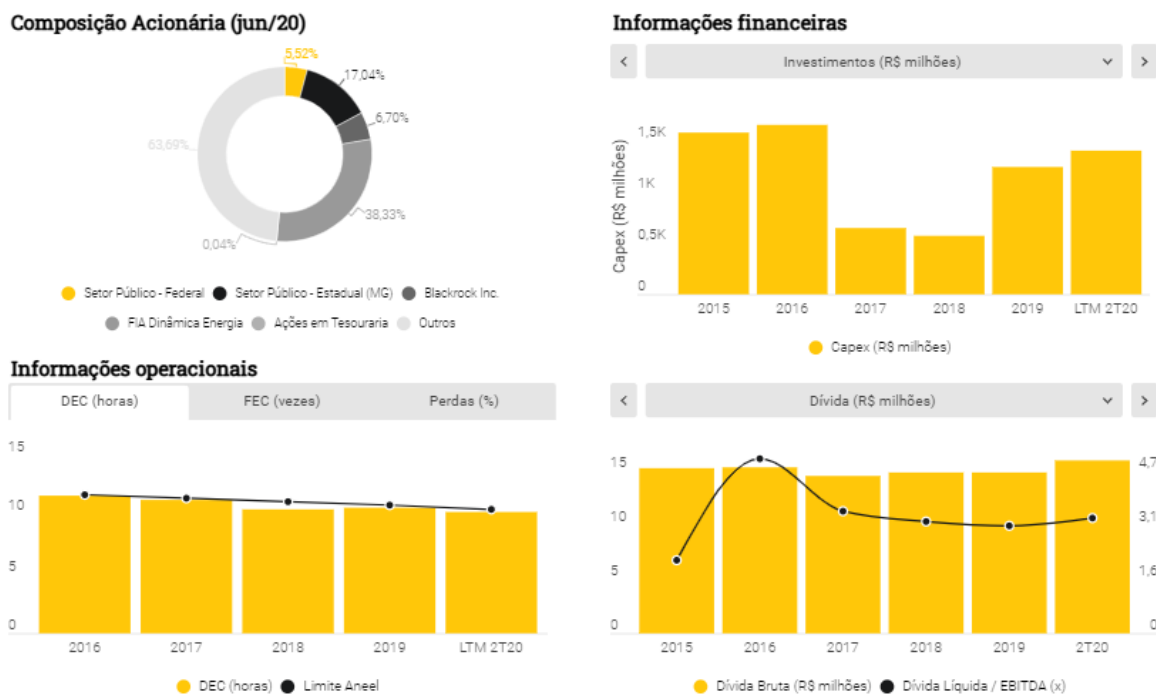 Composição Acionária (jun/20)
5,52%
17,04%
6,70%
63,69%
38,33%
0,04%
Setor Público - Federal Setor Público - Estadual (MG) Blackrock Inc.
FIA Dinâmica Energia Ações em Tesouraria Outros
Informações financeiras
Investimentos (R$ milhões)
Capex (R$ milhões)
1,5K
1K
0,5K
0
2015 2016 2017 2018 2019 LTM 2T20
Capex (R$ milhões)
Informações operacionais
DEC (horas) FEC (vezes) Perdas (%)
15
10
5
0
2016 2017 2018 2019 LTM 2T20
DEC (horas) Limite Aneel
Dívida (R$ milhões)
15 4,7
10 3,1
5 1,6
0 0
2015 2016 2017 2018 2019 2T20
Dívida Bruta (R$ milhões) Dívida Líquida / EBITDA (x)